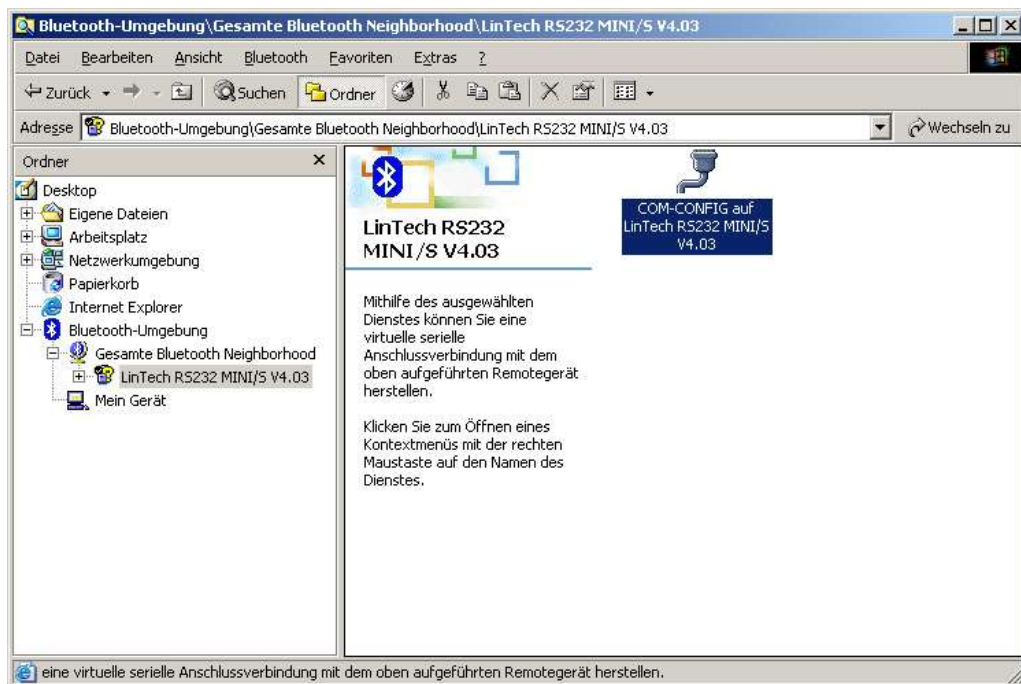 Bluetooth-Umgebung\Gesamte Bluetooth Neighborhood\LinTech RS232 MINI/S V4.03
Datei Bearbeiten Ansicht Bluetooth Favoriten Extras ?
Zurück Suchen Ordner
Adresse Bluetooth-Umgebung\Gesamte Bluetooth Neighborhood\LinTech RS232 MINI/S V4.03 Wechseln zu
Ordner
Desktop
Eigene Dateien
Arbeitsplatz
Netzwerkumgebung
Papierkorb
Internet Explorer
Bluetooth-Umgebung
Gesamte Bluetooth Neighborhood
LinTech RS232 MINI/S V4.03
Mein Gerät
LinTech RS232
MINI/S V4.03
Mithilfe des ausgewählten
Dienstes können Sie eine
virtuelle serielle
Anschlussverbindung mit dem
oben aufgeführten Remotegerät
herstellen.
Klicken Sie zum Öffnen eines
Kontextmenüs mit der rechten
Maustaste auf den Namen des
Dienstes.
COM-CONFIG auf
LinTech RS232 MINI/S
V4.03
eine virtuelle serielle Anschlussverbindung mit dem oben aufgeführten Remotegerät herstellen.